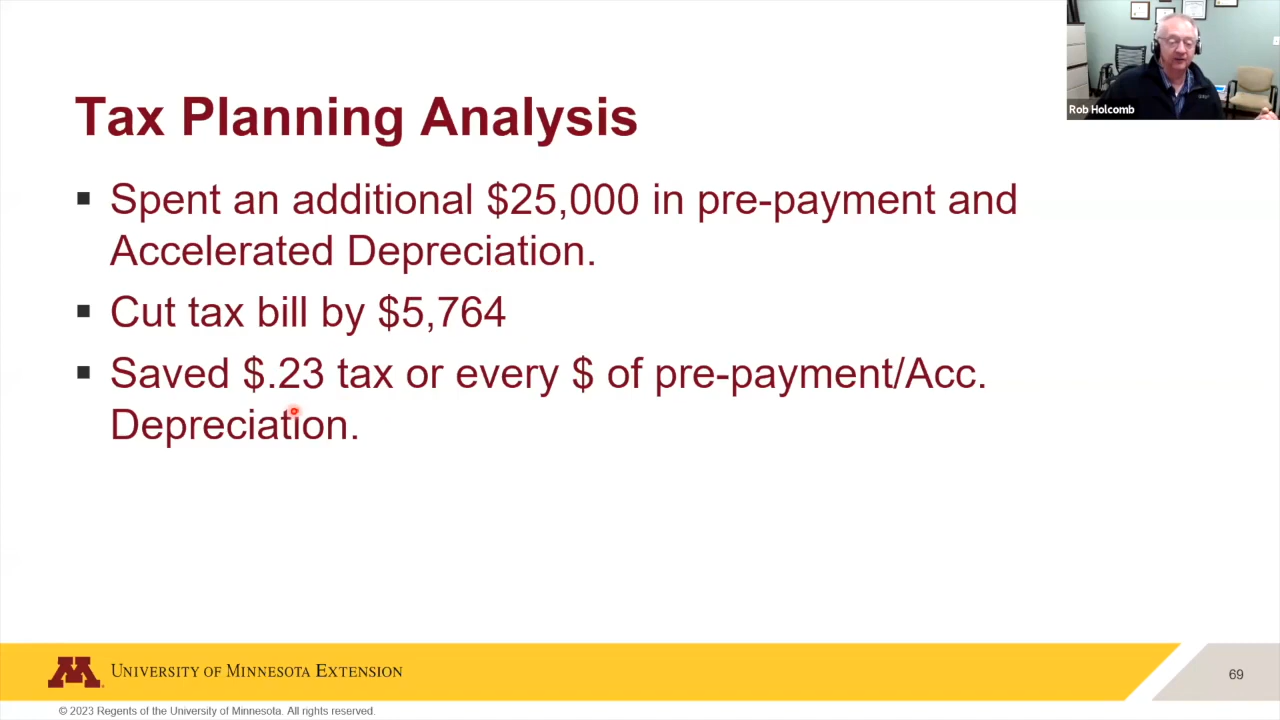 Rob Holcomb
Tax Planning Analysis
▪ Spent an additional $25,000 in pre-payment and
Accelerated Depreciation.
▪ Cut tax bill by $5,764
▪ Saved $.23 tax or every $ of pre-payment/Acc.
Depreciation.
M UNIVERSITY OF MINNESOTA EXTENSION
69
© 2023 Regents of the University of Minnesota. All rights reserved.